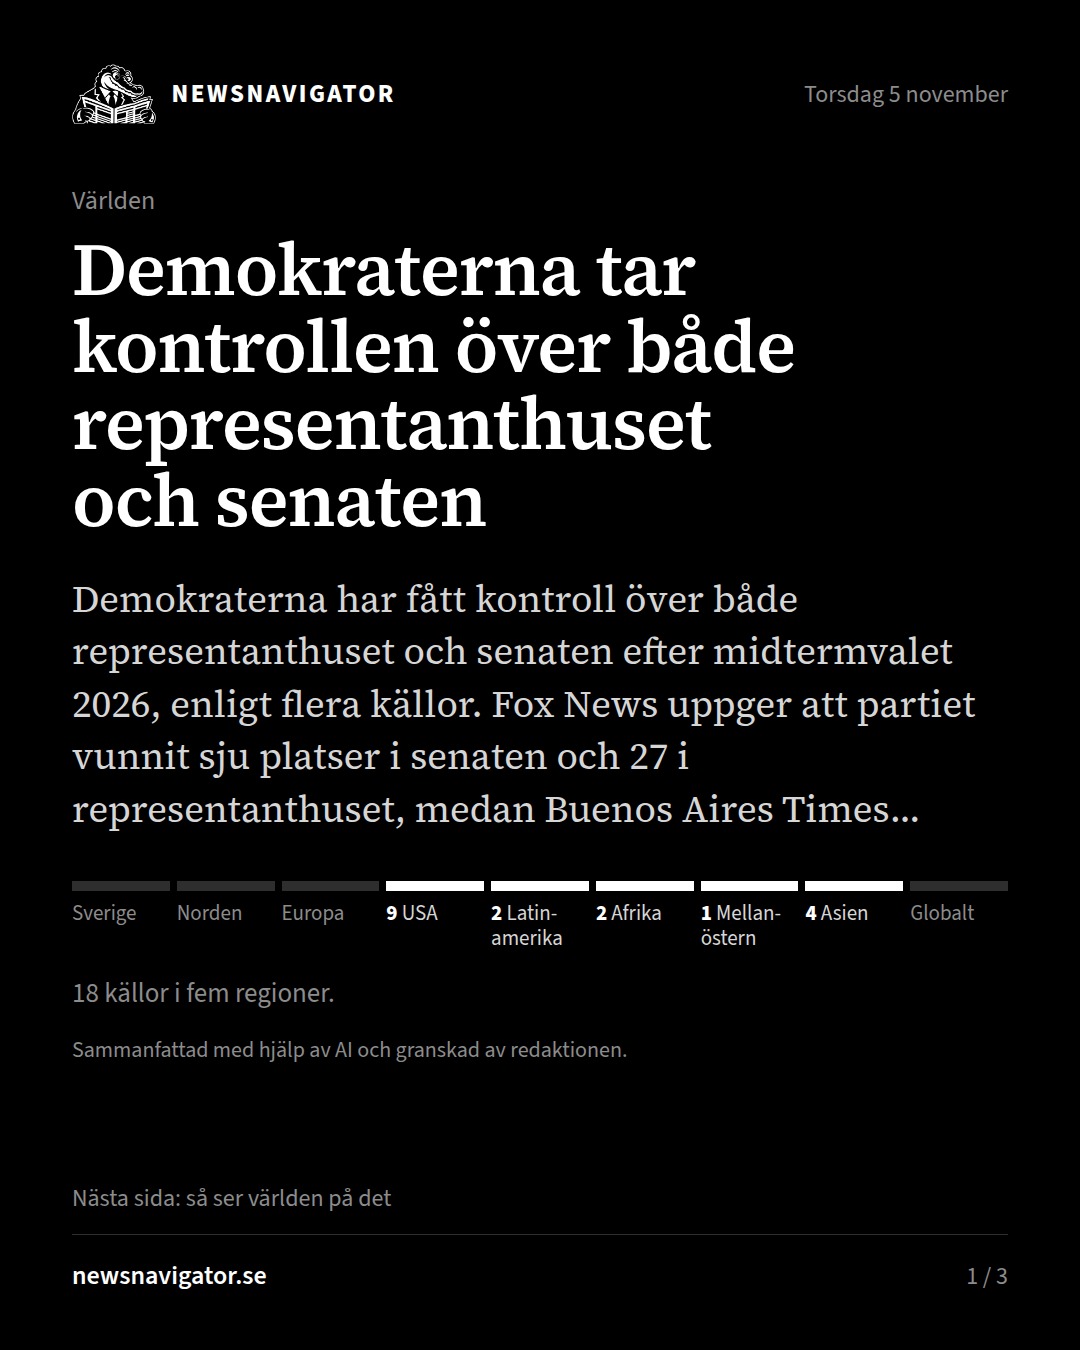 NEWSNAVIGATOR
Torsdag 5 november
Världen
Demokraterna tar
kontrollen över både
representanthuset
och senaten
Demokraterna har fått kontroll över både
representanthuset och senaten efter midtermvalet
2026, enligt flera källor. Fox News uppger att partiet
vunnit sju platser i senaten och 27 i
representanthuset, medan Buenos Aires Times...
Sverige
Norden
Europa
9 USA
2 Latin-
amerika
2 Afrika
1 Mellan-
östern
4 Asien
Globalt
18 källor i fem regioner.
Sammanfattad med hjälp av AI och granskad av redaktionen.
Nästa sida: så ser världen på det
newsnavigator.se
1 / 3